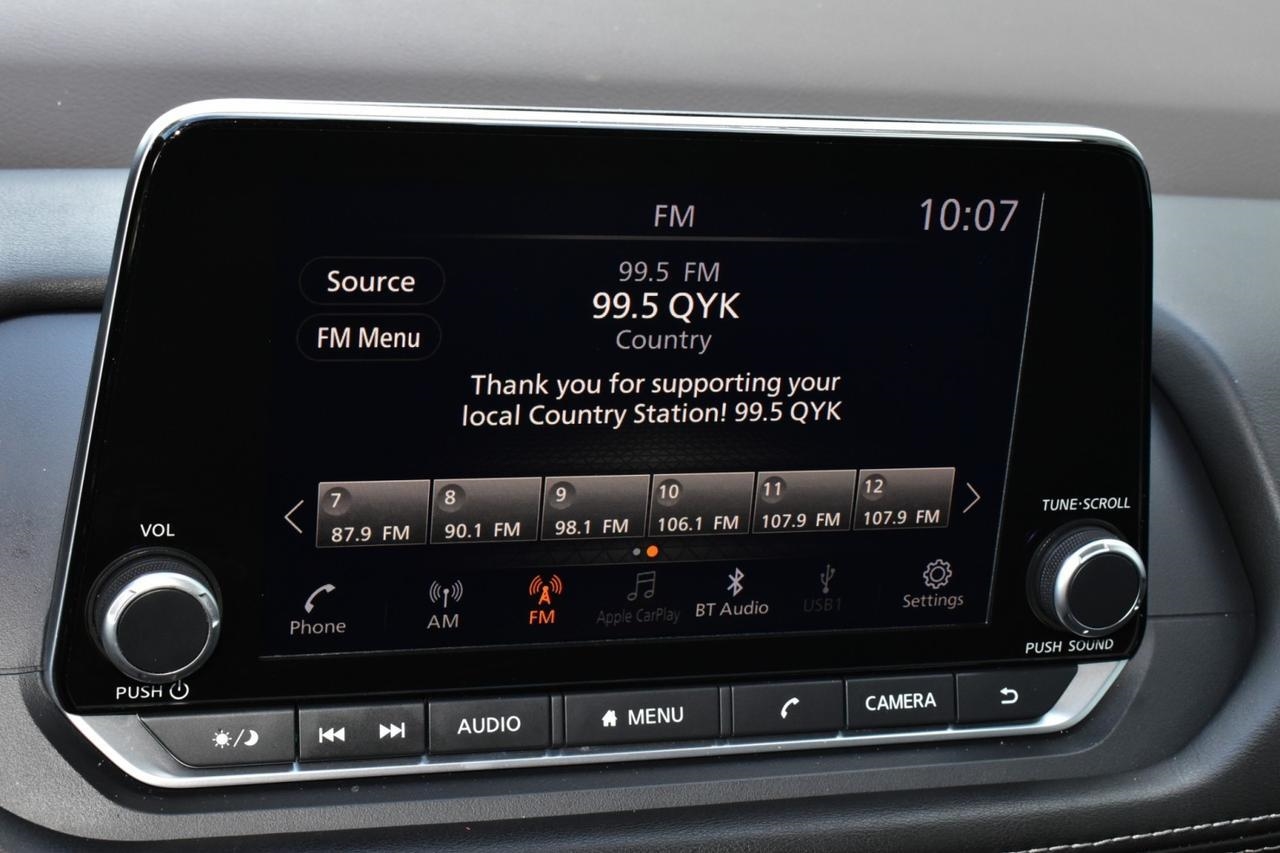 FM
10:07
Source
99.5 FM
99.5 QYK
FM Menu
Country
Thank you for supporting your
local Country Station! 99.5 QYK
7 8 9 10 11 12
87.9 FM 90.1 FM 98.1 FM 106.1 FM 107.9 FM 107.9 FM
VOL
TUNE·SCROLL
Phone AM FM Apple CarPlay BT Audio USB1 Settings
PUSH
PUSH SOUND
AUDIO MENU CAMERA